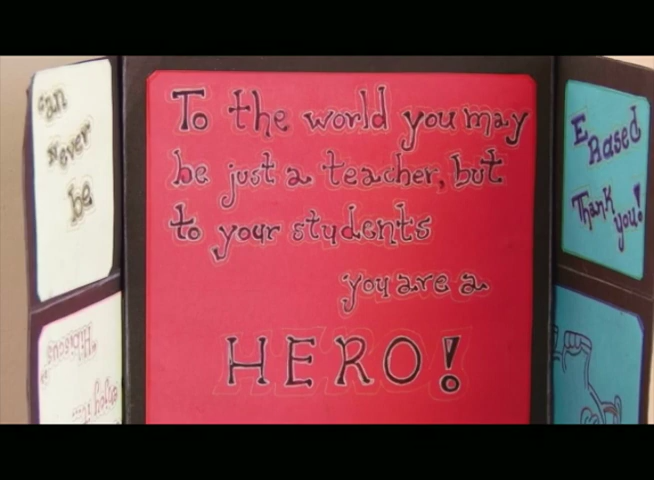 can
never
be
To the world you may
be just a teacher, but
to your students
you are a
HERO!
ERased
Thank
you!
"Hibiscus"